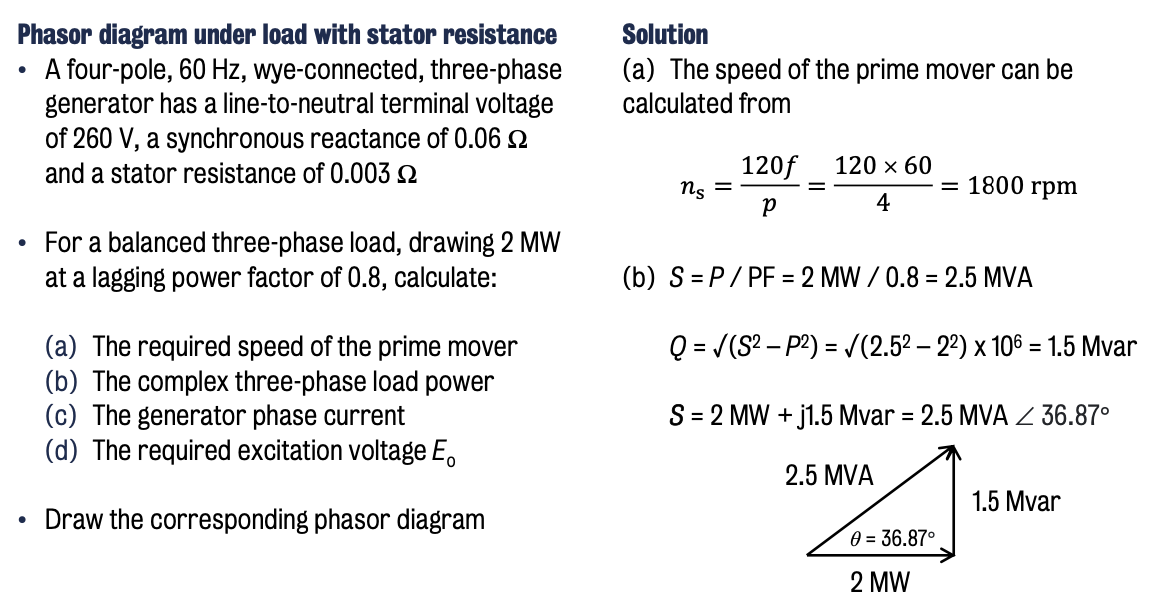 Phasor diagram under load with stator resistance
• A four-pole, 60 Hz, wye-connected, three-phase
generator has a line-to-neutral terminal voltage
of 260 V, a synchronous reactance of 0.06 Ω
and a stator resistance of 0.003 Ω
• For a balanced three-phase load, drawing 2 MW
at a lagging power factor of 0.8, calculate:
(a) The required speed of the prime mover
(b) The complex three-phase load power
(c) The generator phase current
(d) The required excitation voltage Eₒ
• Draw the corresponding phasor diagram
Solution
(a) The speed of the prime mover can be
calculated from
nₛ = 120f / p = 120 × 60 / 4 = 1800 rpm
(b) S = P / PF = 2 MW / 0.8 = 2.5 MVA
Q = √(S² – P²) = √(2.5² – 2²) x 10⁶ = 1.5 Mvar
S = 2 MW + j1.5 Mvar = 2.5 MVA ∠ 36.87°
2.5 MVA
1.5 Mvar
θ = 36.87°
2 MW